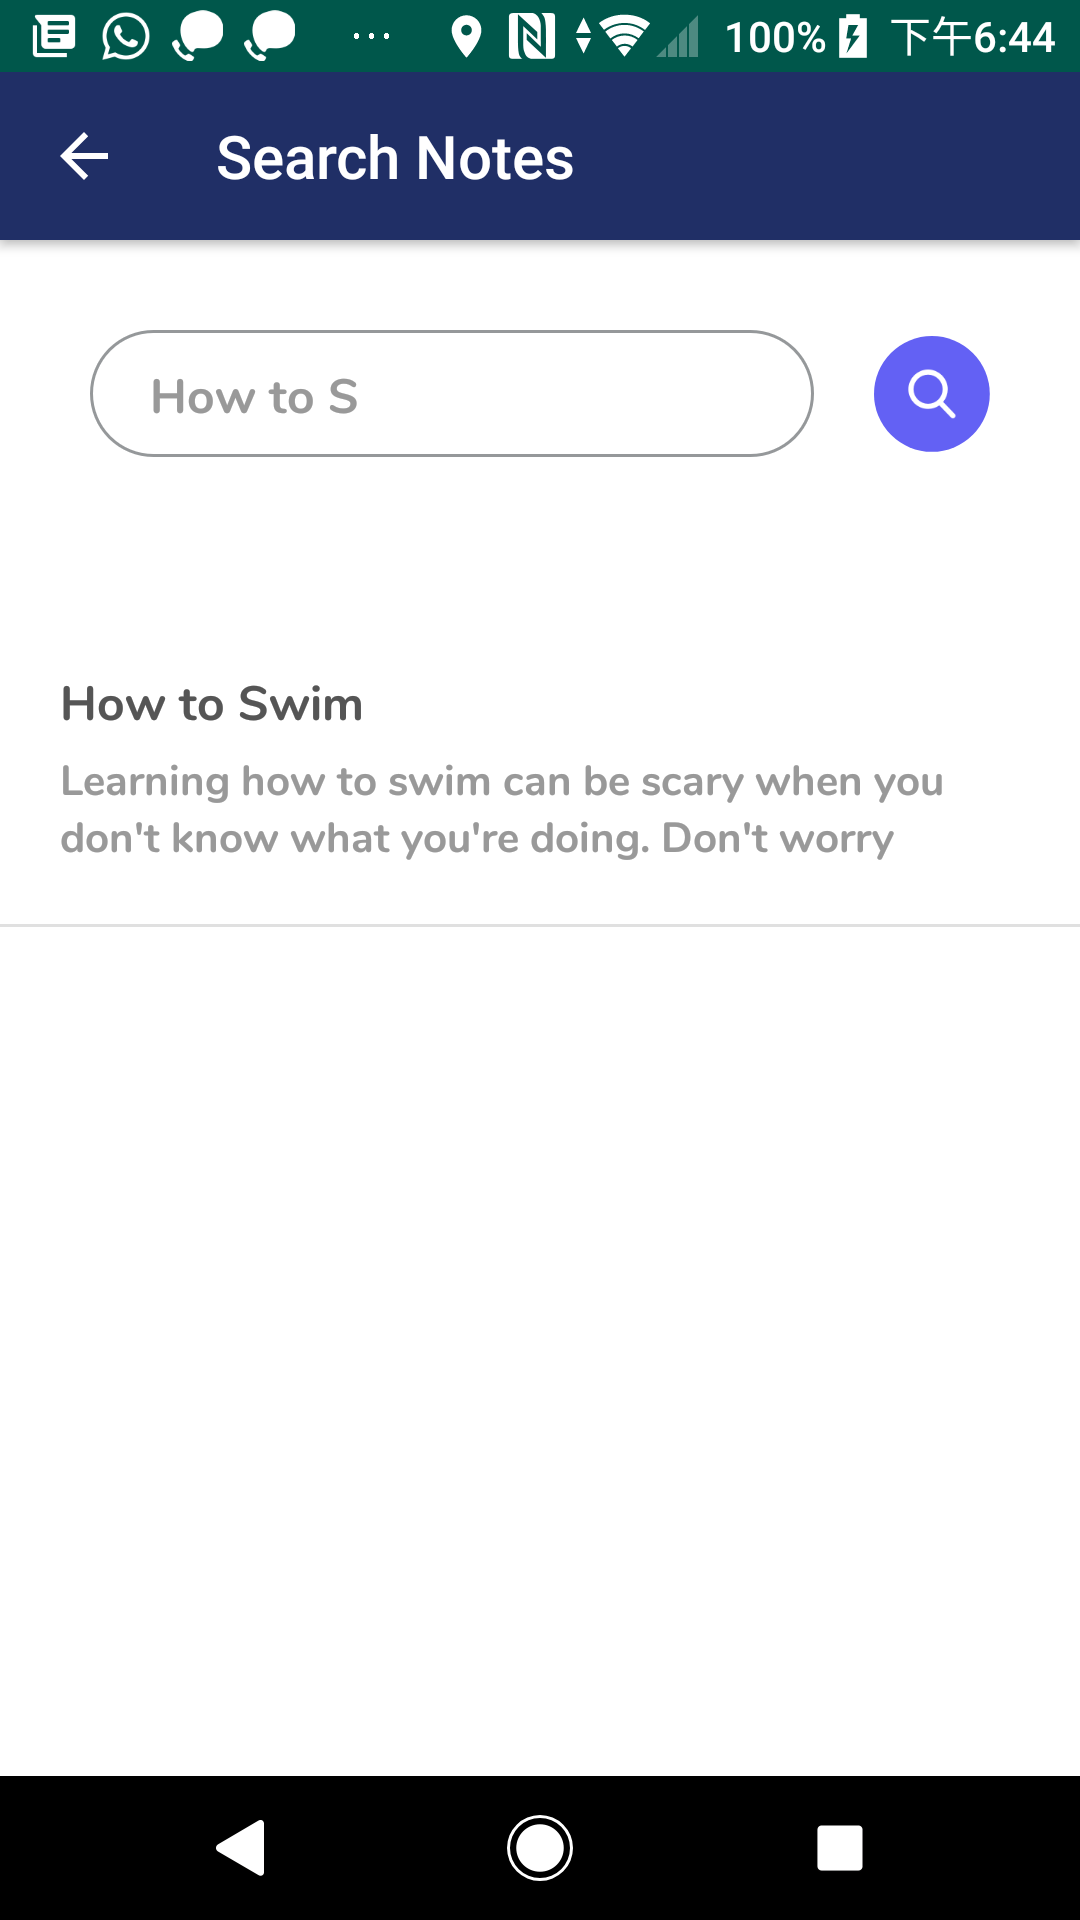 100% 下午6:44
Search Notes
How to S
How to Swim
Learning how to swim can be scary when you
don't know what you're doing. Don't worry